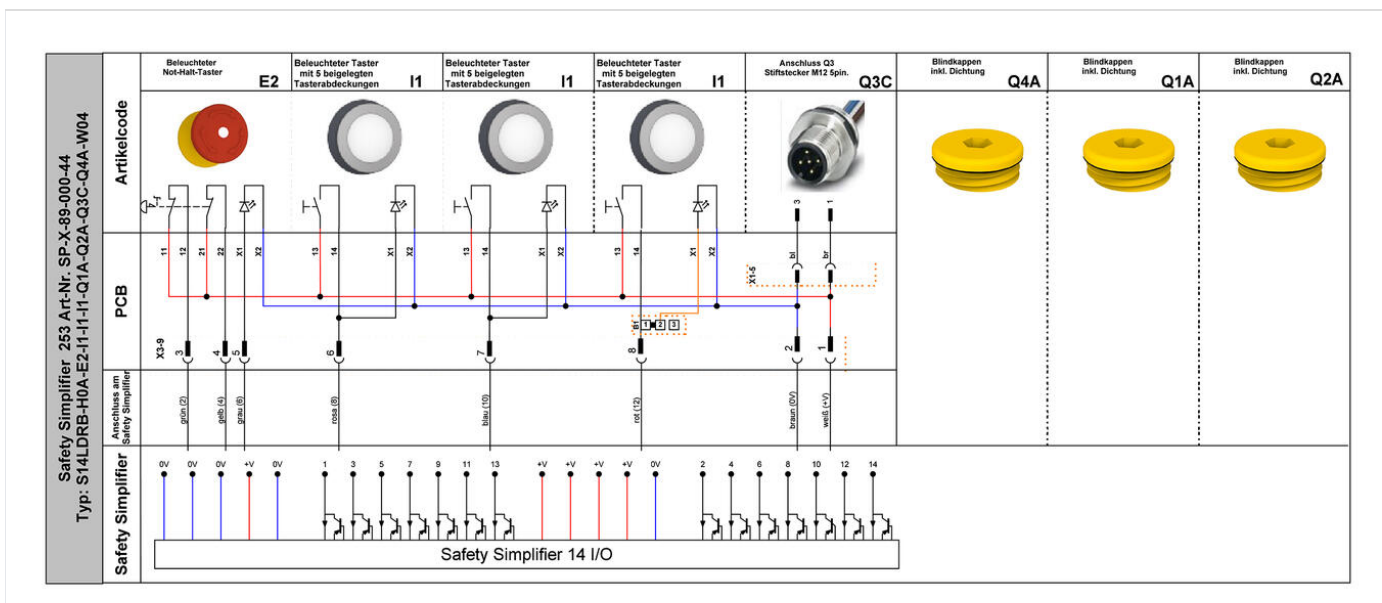 Safety Simplifier 253 Art-Nr. SP-X-89-000-44
Typ: S14LDRB-H0A-E2-I1-I1-I1-Q1A-Q2A-Q3C-Q4A-W04
Artikelcode
Beleuchteter
Not-Halt-Taster
E2
Beleuchteter Taster
mit 5 beigelegten
Tasterabdeckungen
I1
Beleuchteter Taster
mit 5 beigelegten
Tasterabdeckungen
I1
Beleuchteter Taster
mit 5 beigelegten
Tasterabdeckungen
I1
Anschluss Q3
Stiftstecker M12 5pin.
Q3C
Blindkappen
inkl. Dichtung
Q4A
Blindkappen
inkl. Dichtung
Q1A
Blindkappen
inkl. Dichtung
Q2A
3 1
PCB
11 12 21 22 X1 X2 13 14 X1 X2 13 14 X1 X2 13 14 X1 X2 bl br
X1-5
B1 1 2 3
X3-9 3 4 5 6 7 8 2 1
Anschluss am
Safety Simplifier
grün (2) gelb (4) grau (6) rosa (8) blau (10) rot (12) braun (0V) weiß (+V)
Safety Simplifier
0V 0V 0V +V 0V 1 3 5 7 9 11 13 +V +V +V +V 0V 2 4 6 8 10 12 14
Safety Simplifier 14 I/O